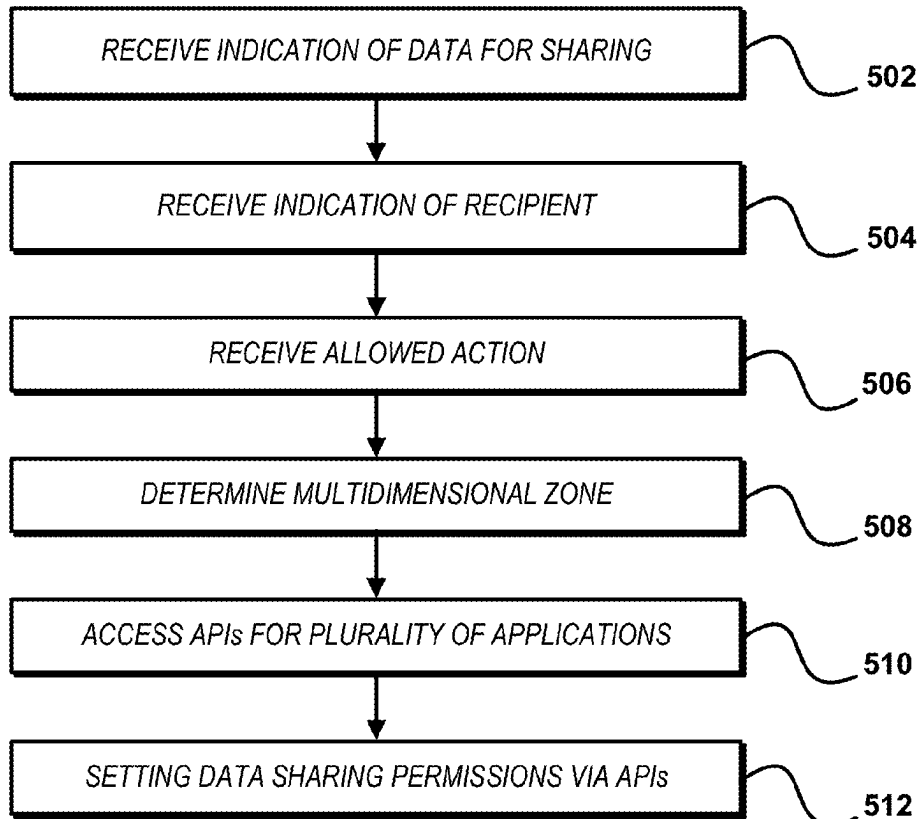 RECEIVE INDICATION OF DATA FOR SHARING
502
RECEIVE INDICATION OF RECIPIENT
504
RECEIVE ALLOWED ACTION
506
DETERMINE MULTIDIMENSIONAL ZONE
508
ACCESS APIs FOR PLURALITY OF APPLICATIONS
510
SETTING DATA SHARING PERMISSIONS VIA APIs
512